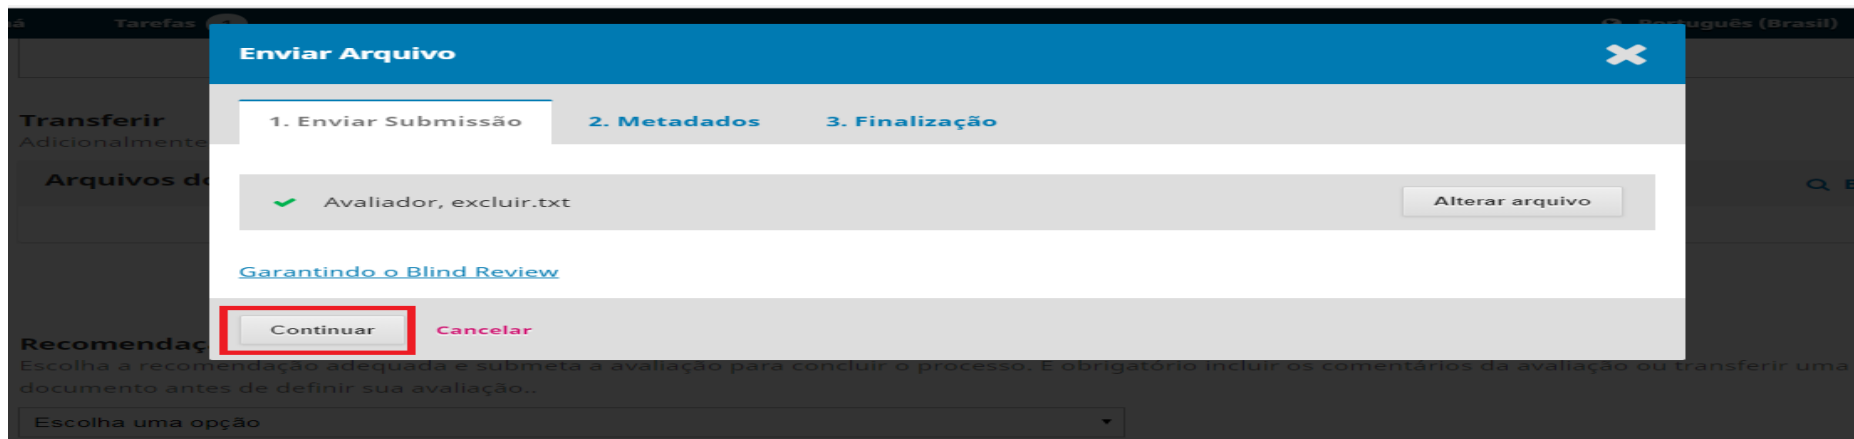 Tarefas
Português (Brasil)
Enviar Arquivo
Transferir
1. Enviar Submissão 2. Metadados 3. Finalização
Adicionalmente
Arquivos do
Avaliador, excluir.txt Alterar arquivo
Garantindo o Blind Review
Continuar Cancelar
Recomendaç
Escolha a recomendação adequada e submeta a avaliação para concluir o processo. É obrigatório incluir os comentários da avaliação ou transferir uma
documento antes de definir sua avaliação..
Escolha uma opção